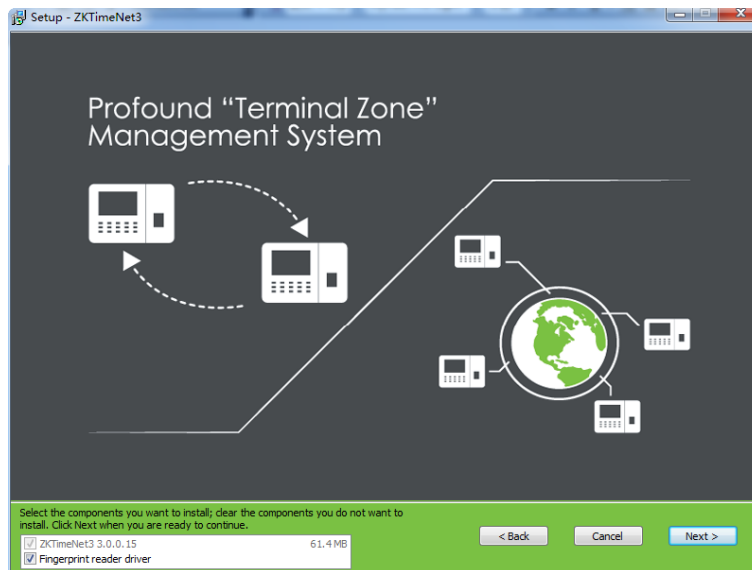 Setup - ZKTimeNet3
Profound “Terminal Zone”
Management System
Select the components you want to install; clear the components you do not want to
install. Click Next when you are ready to continue.
ZKTimeNet3 3.0.0.15 61.4 MB
Fingerprint reader driver
< Back Cancel Next >